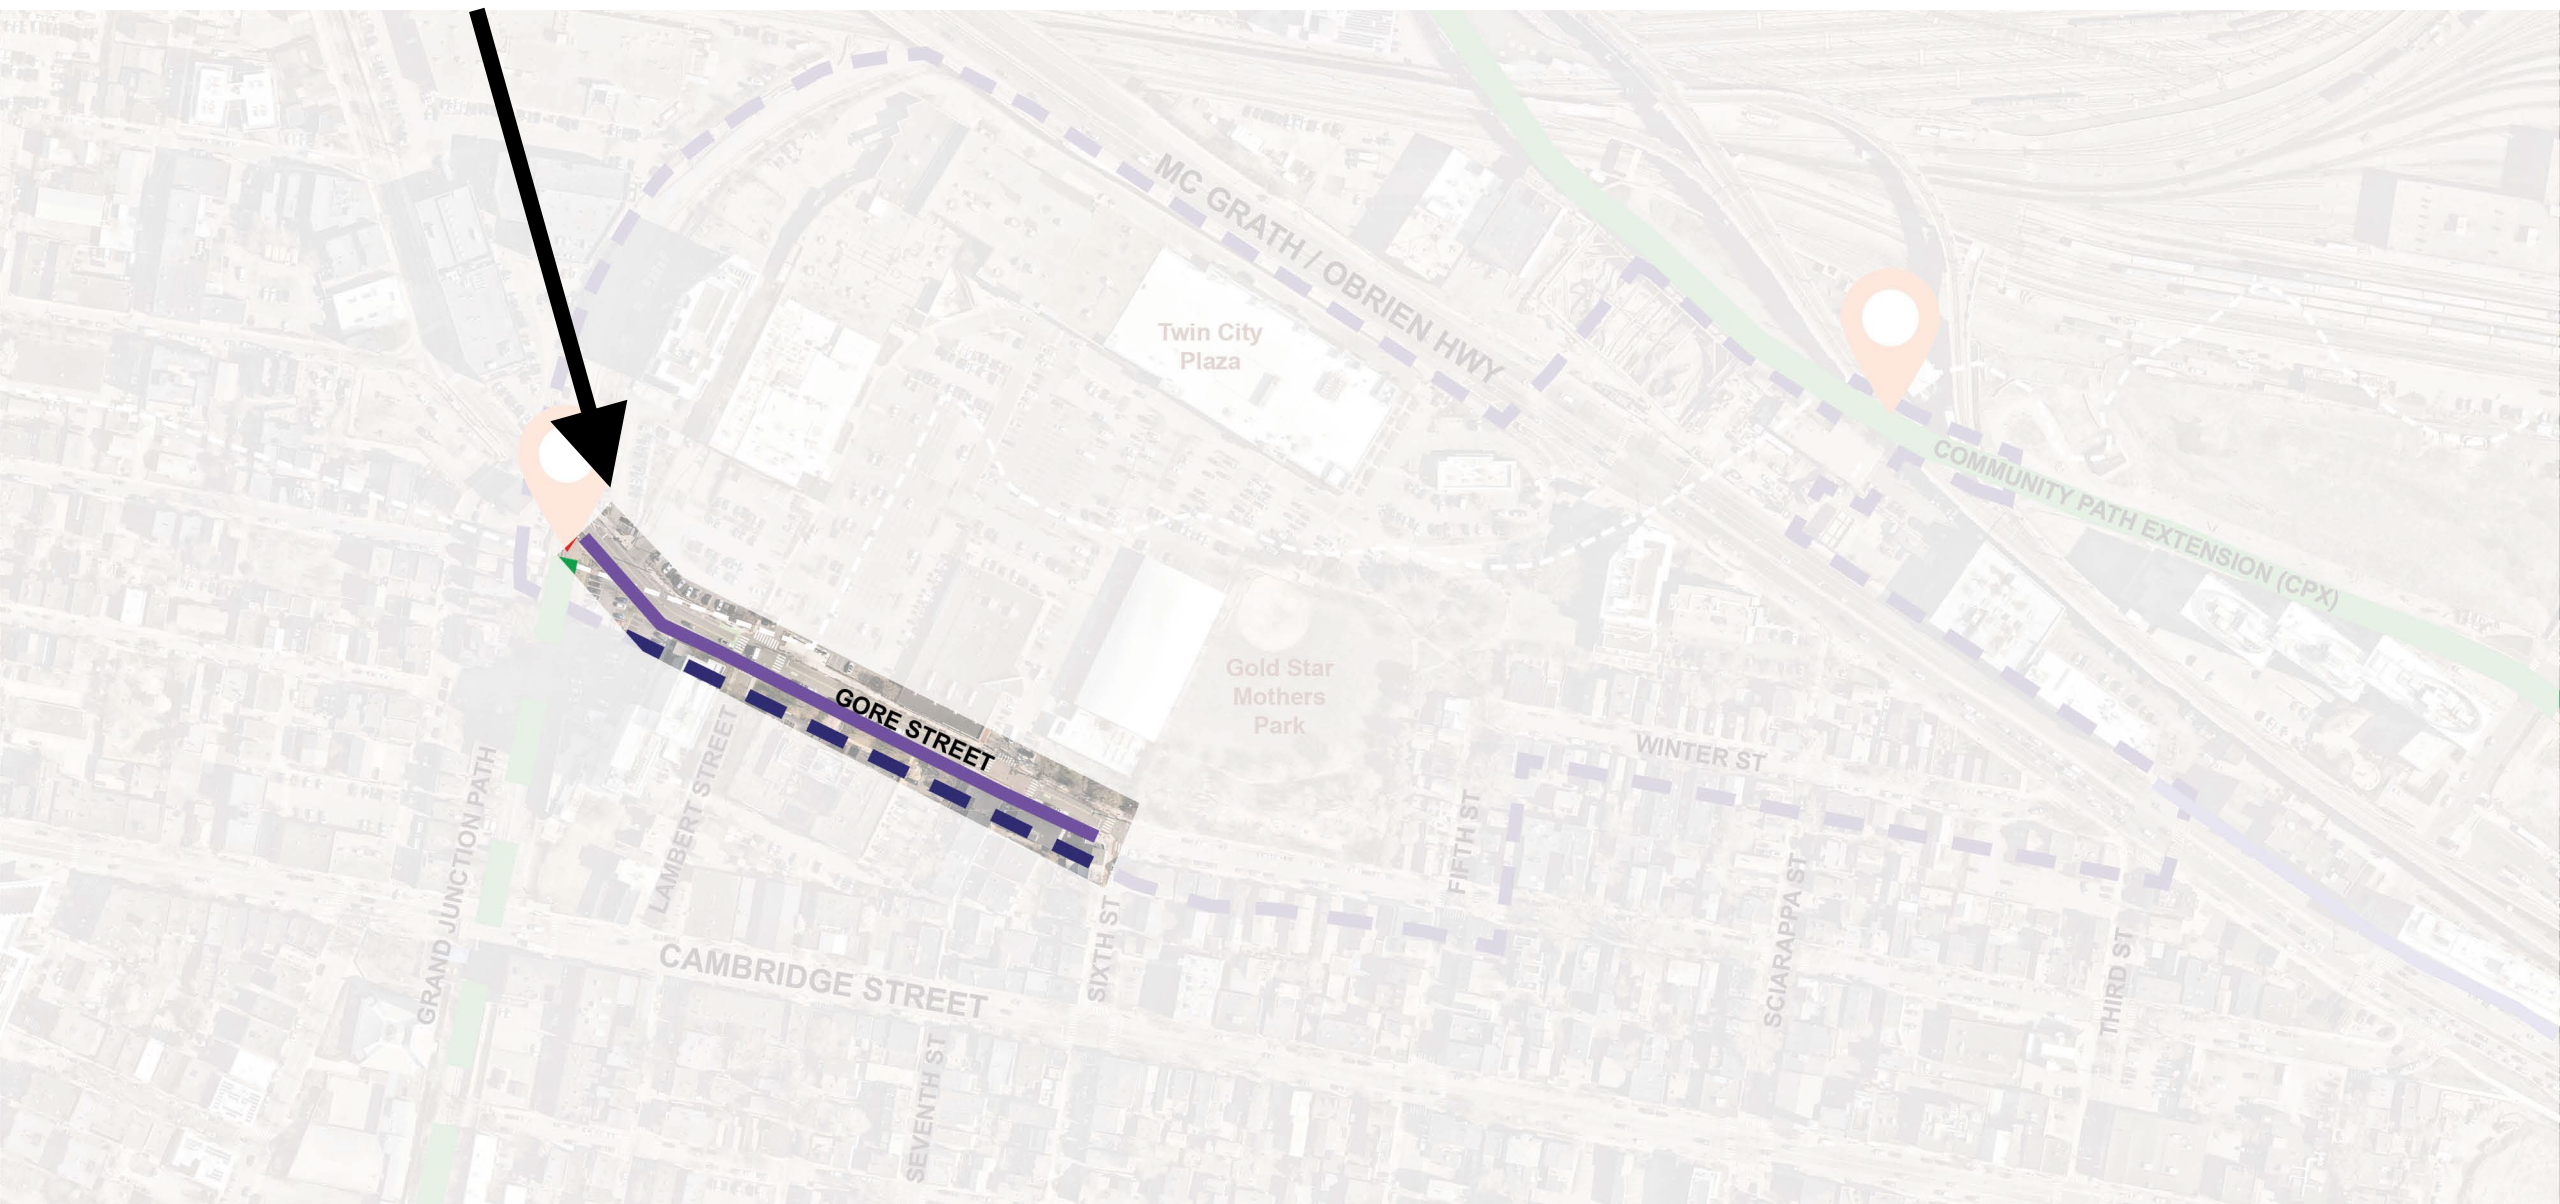 MC GRATH / OBRIEN HWY
Twin City
Plaza
COMMUNITY PATH EXTENSION (CPX)
Gold Star
Mothers
Park
GORE STREET
WINTER ST
FIFTH ST
LAMBERT STREET
GRAND JUNCTION PATH
SCIARAPPA ST
SIXTH ST
THIRD ST
CAMBRIDGE STREET
SEVENTH ST